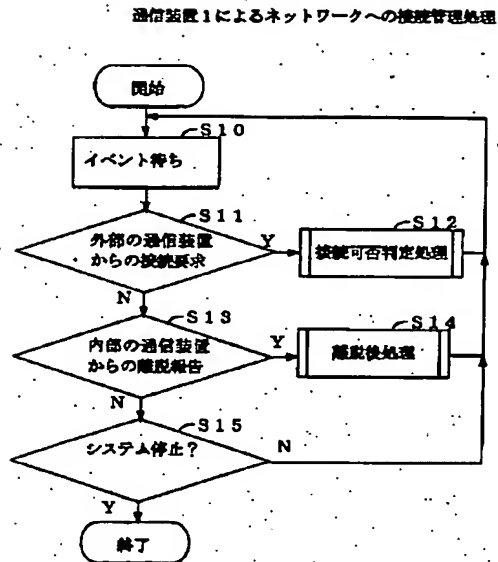 通信装置1によるネットワークへの接続管理処理
開始
S10
イベント待ち
S11
外部の通信装置
からの接続要求
Y
S12
接続可否判定処理
N
S13
内部の通信装置
からの離脱報告
Y
S14
離脱後処理
N
S15
システム停止?
N
Y
終了